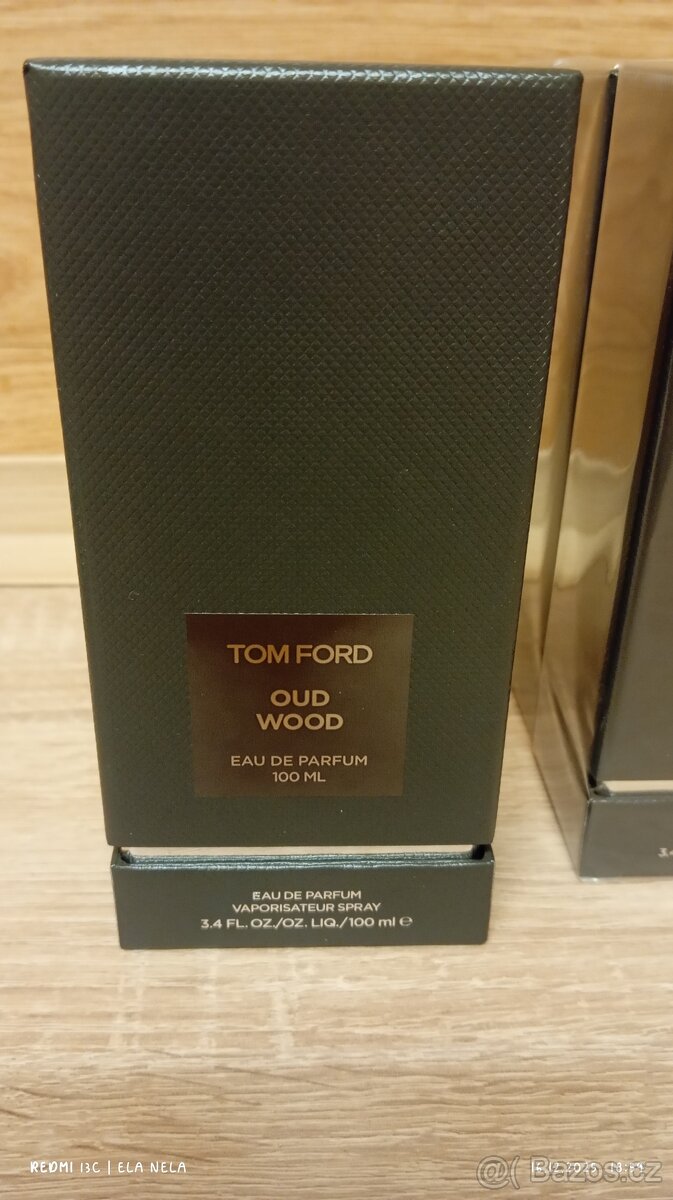 TOM FORD
OUD
WOOD
EAU DE PARFUM
100 ML
EAU DE PARFUM
VAPORISATEUR SPRAY
3.4 FL. OZ./OZ. LIQ./100 ml ℮
REDMI 13C | ELA NELA
Bazos.cz